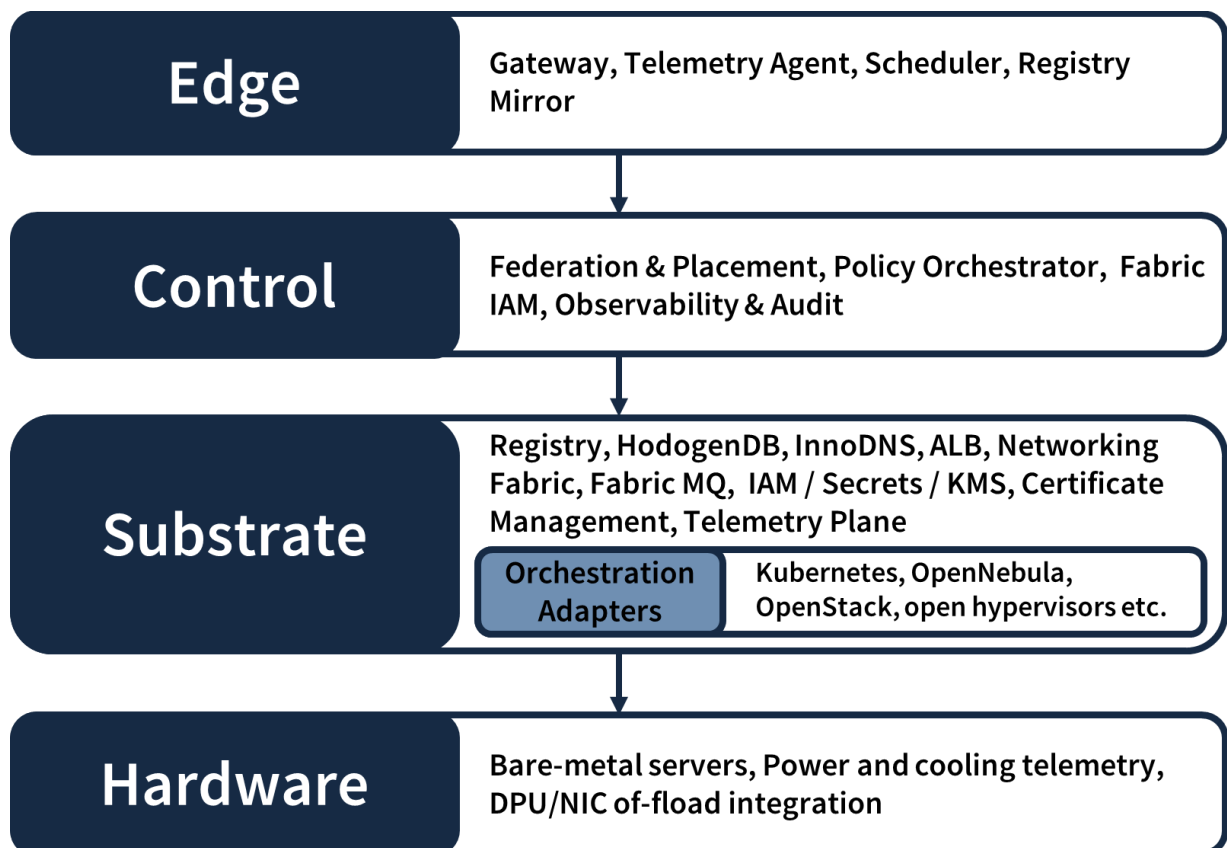 Edge
Gateway, Telemetry Agent, Scheduler, Registry
Mirror
Control
Federation & Placement, Policy Orchestrator, Fabric
IAM, Observability & Audit
Substrate
Registry, HodogenDB, InnoDNS, ALB, Networking
Fabric, Fabric MQ, IAM / Secrets / KMS, Certificate
Management, Telemetry Plane
Orchestration
Adapters
Kubernetes, OpenNebula,
OpenStack, open hypervisors etc.
Hardware
Bare-metal servers, Power and cooling telemetry,
DPU/NIC of-fload integration